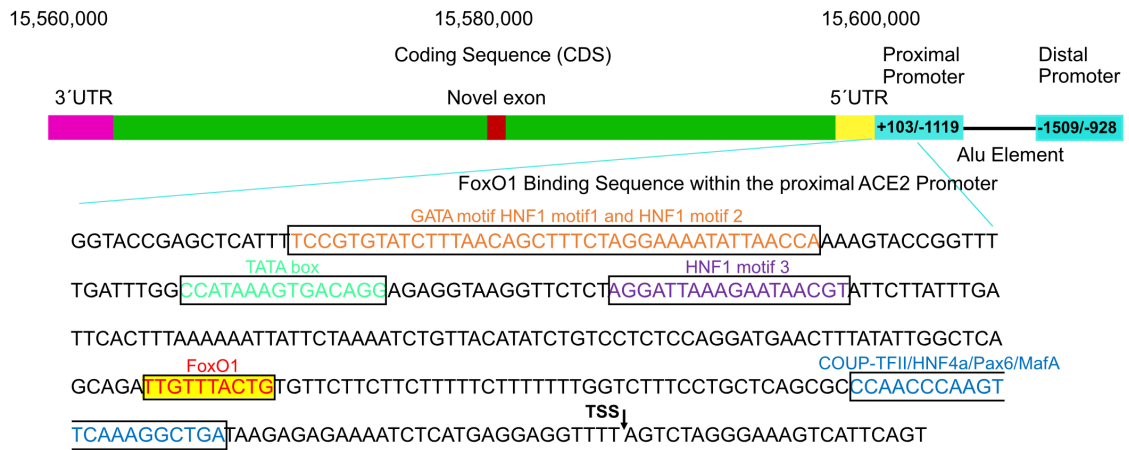 15,560,000 15,580,000 15,600,000
Coding Sequence (CDS) Proximal Promoter Distal Promoter
3´UTR Novel exon 5´UTR
+103/-1119 -1509/-928
Alu Element
FoxO1 Binding Sequence within the proximal ACE2 Promoter
GATA motif HNF1 motif1 and HNF1 motif 2
GGTACCGAGCTCATTTTCCGTGTATCTTTAACAGCTTTCTAGGAAAATATTAACCAAAAGTACCGGTTT
TATA box HNF1 motif 3
TGATTTGGCCATAAAGTGACAGGAGAGGTAAGGTTCTCTAGGATTAAAGAATAACGTATTCTTATTTGA
TTCACTTTAAAAAATTATTCTAAAATCTGTTACATATCTGTCCTCTCCAGGATGAACTTTATATTGGCTCA
FoxO1 COUP-TFII/HNF4a/Pax6/MafA
GCAGATTGTTTACTGTGTTCTTCTTCTTTTTCTTTTTTTGGTCTTTCCTGCTCAGCGCCCAACCCAAGT
TSS
TCAAAGGCTGATAAGAGAGAAAATCTCATGAGGAGGTTTTAGTCTAGGGAAAGTCATTCAGT